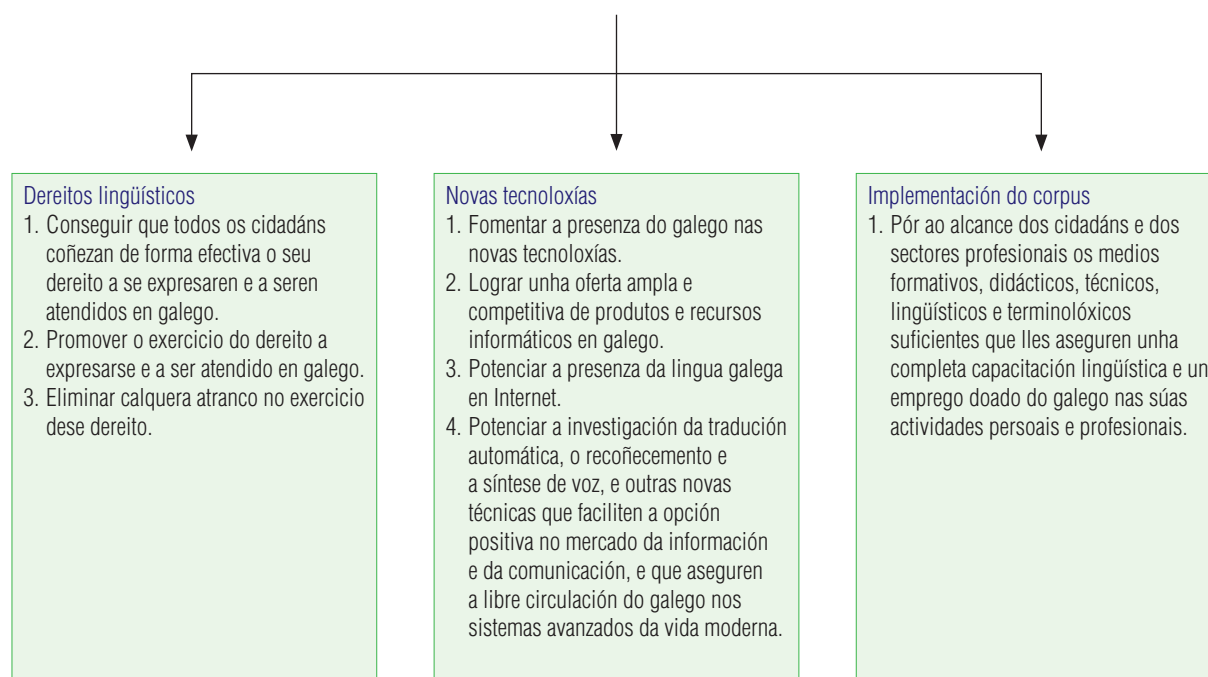 Dereitos lingüísticos
1. Conseguir que todos os cidadáns
coñezan de forma efectiva o seu
dereito a se expresaren e a seren
atendidos en galego.
2. Promover o exercicio do dereito a
expresarse e a ser atendido en galego.
3. Eliminar calquera atranco no exercicio
dese dereito.
Novas tecnoloxías
1. Fomentar a presenza do galego nas
novas tecnoloxías.
2. Lograr unha oferta ampla e
competitiva de produtos e recursos
informáticos en galego.
3. Potenciar a presenza da lingua galega
en Internet.
4. Potenciar a investigación da tradución
automática, o recoñecemento e
a síntese de voz, e outras novas
técnicas que faciliten a opción
positiva no mercado da información
e da comunicación, e que aseguren
a libre circulación do galego nos
sistemas avanzados da vida moderna.
Implementación do corpus
1. Pór ao alcance dos cidadáns e dos
sectores profesionais os medios
formativos, didácticos, técnicos,
lingüísticos e terminolóxicos
suficientes que lles aseguren unha
completa capacitación lingüística e un
emprego doado do galego nas súas
actividades persoais e profesionais.